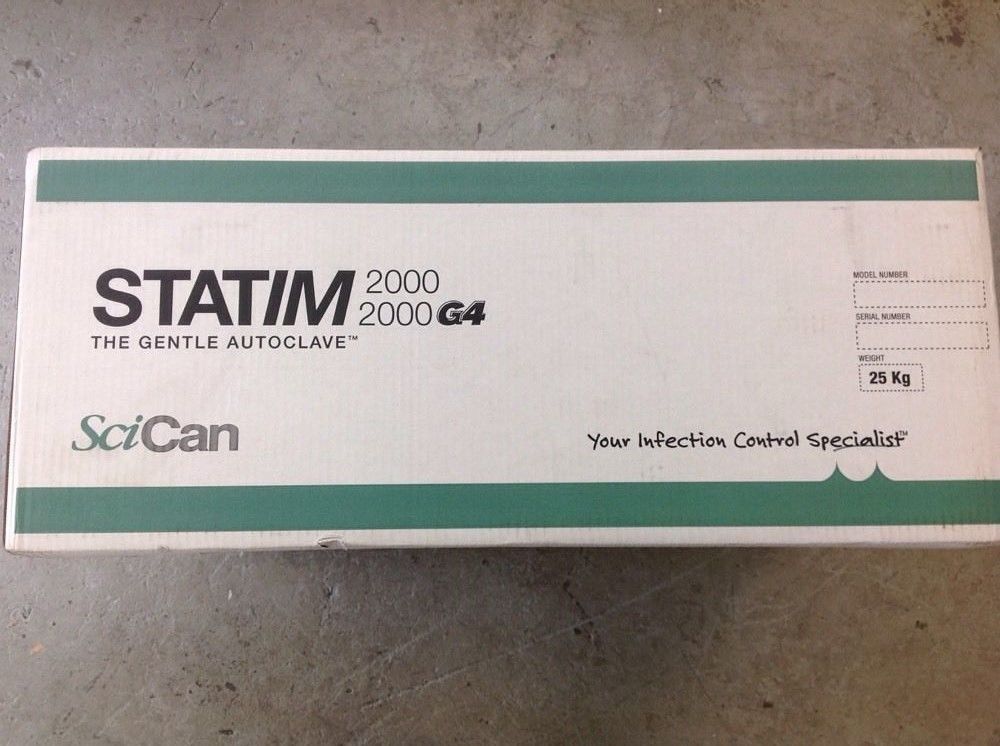 STATIM 2000
2000 G4
THE GENTLE AUTOCLAVE™
SciCan
MODEL NUMBER
SERIAL NUMBER
WEIGHT
25 Kg
Your Infection Control Specialist™